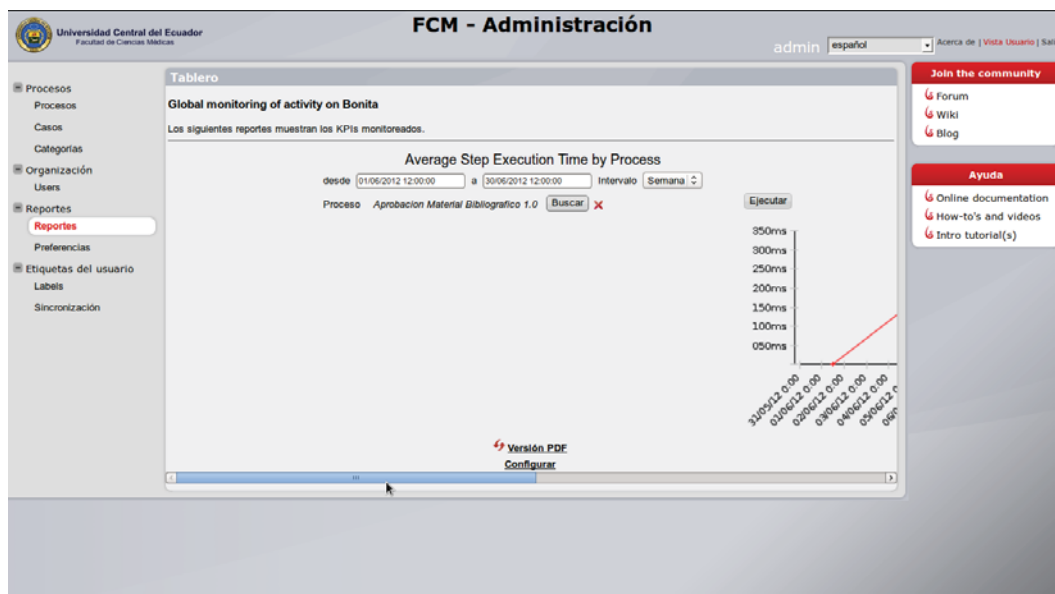 Universidad Central del Ecuador
Facultad de Ciencias Médicas
FCM - Administración
admin español Acerca de | Vista Usuario |
Procesos
Procesos
Casos
Categorías
Organización
Users
Reportes
Reportes
Preferencias
Etiquetas del usuario
Labels
Sincronización
Tablero
Global monitoring of activity on Bonita
Los siguientes reportes muestran los KPIs monitoreados.
Average Step Execution Time by Process
desde 01/06/2012 12:00:00 a 30/06/2012 12:00:00 Intervalo Semana
Proceso Aprobacion Material Bibliografico 1.0 Buscar
Ejecutar
350ms
300ms
250ms
200ms
150ms
100ms
050ms
31/05/12 0:00
01/06/12 0:00
02/06/12 0:00
03/06/12 0:00
04/06/12 0:00
Versión PDF
Configurar
Join the community
Forum
Wiki
Blog
Ayuda
Online documentation
How-to's and videos
Intro tutorial(s)